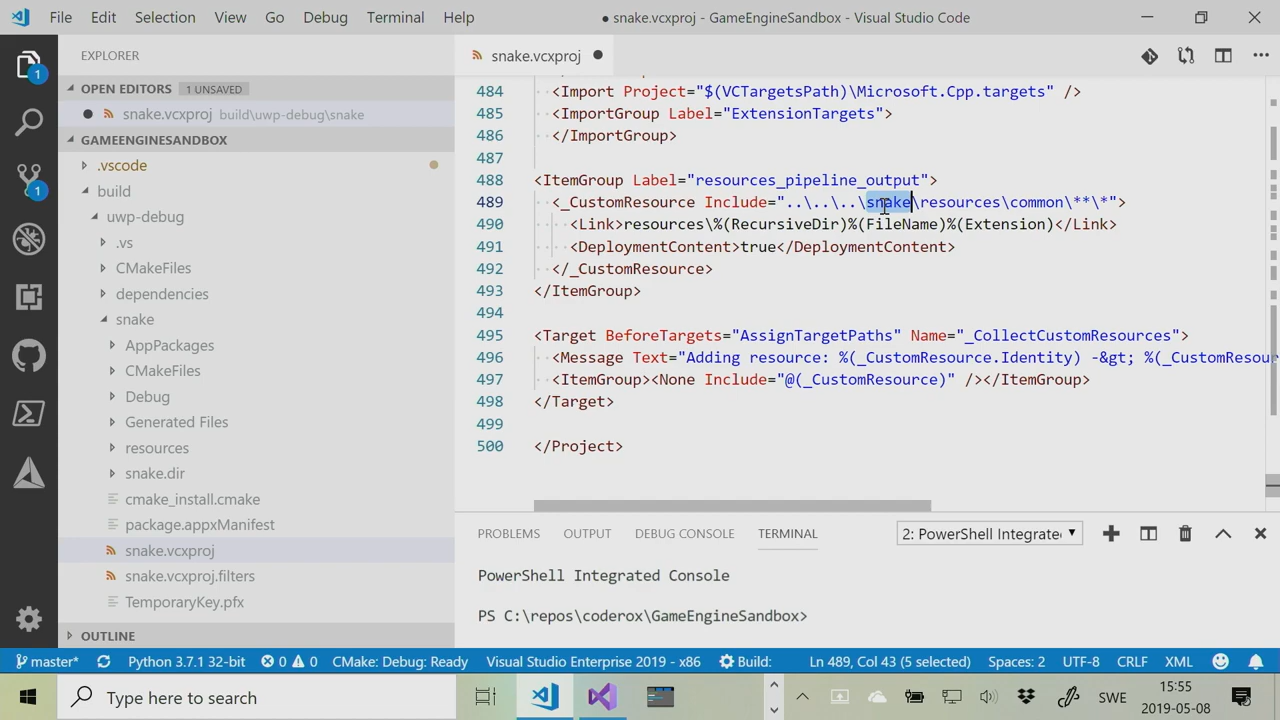 File Edit Selection View Go Debug Terminal Help ● snake.vcxproj - GameEngineSandbox - Visual Studio Code
EXPLORER
OPEN EDITORS 1 UNSAVED
snake.vcxproj build\uwp-debug\snake
GAMEENGINESANDBOX
.vscode
build
uwp-debug
.vs
CMakeFiles
dependencies
snake
AppPackages
CMakeFiles
Debug
Generated Files
resources
snake.dir
cmake_install.cmake
package.appxManifest
snake.vcxproj
snake.vcxproj.filters
TemporaryKey.pfx
OUTLINE
1
1
snake.vcxproj ●
484 <Import Project="$(VCTargetsPath)\Microsoft.Cpp.targets" />
485 <ImportGroup Label="ExtensionTargets">
486 </ImportGroup>
487
488 <ItemGroup Label="resources_pipeline_output">
489 <_CustomResource Include="..\..\..\snake\resources\common\**\*">
490 <Link>resources\%(RecursiveDir)%(FileName)%(Extension)</Link>
491 <DeploymentContent>true</DeploymentContent>
492 </_CustomResource>
493 </ItemGroup>
494
495 <Target BeforeTargets="AssignTargetPaths" Name="_CollectCustomResources">
496 <Message Text="Adding resource: %(_CustomResource.Identity) -&gt; %(_CustomResour
497 <ItemGroup><None Include="@(_CustomResource)" /></ItemGroup>
498 </Target>
499
500 </Project>
PROBLEMS OUTPUT DEBUG CONSOLE TERMINAL 2: PowerShell Integrate
PowerShell Integrated Console
PS C:\repos\coderox\GameEngineSandbox>
master* Python 3.7.1 32-bit 0 0 CMake: Debug: Ready Visual Studio Enterprise 2019 - x86 Build: Ln 489, Col 43 (5 selected) Spaces: 2 UTF-8 CRLF XML
Type here to search SWE 15:55
2019-05-08